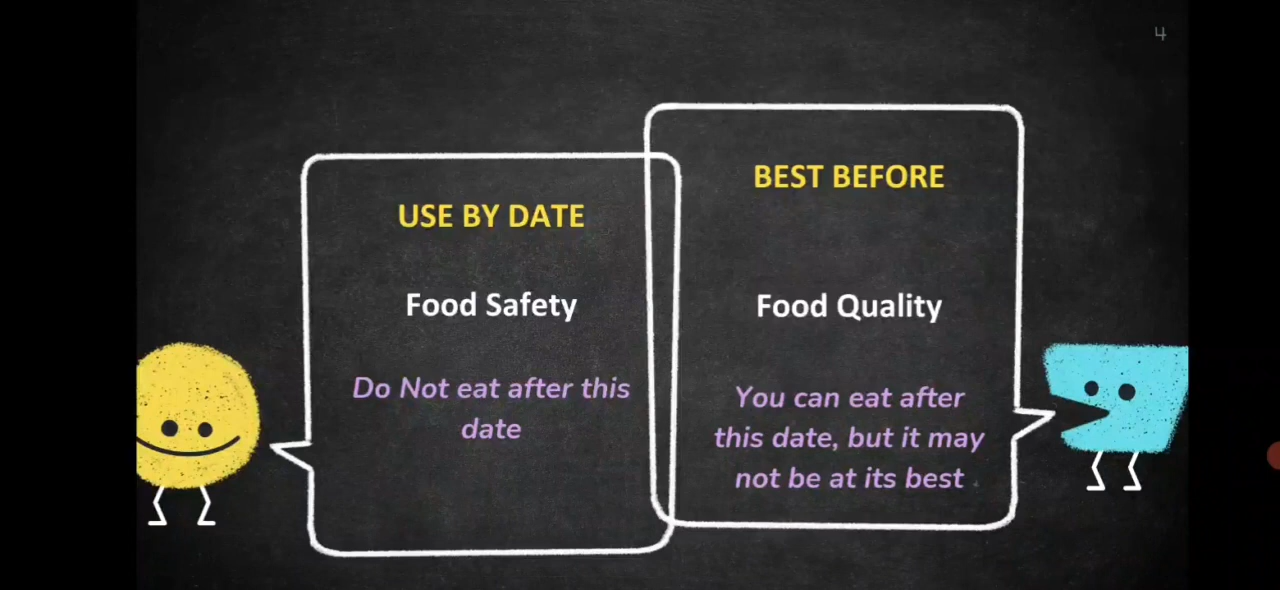 4
USE BY DATE
Food Safety
Do Not eat after this
date
BEST BEFORE
Food Quality
You can eat after
this date, but it may
not be at its best